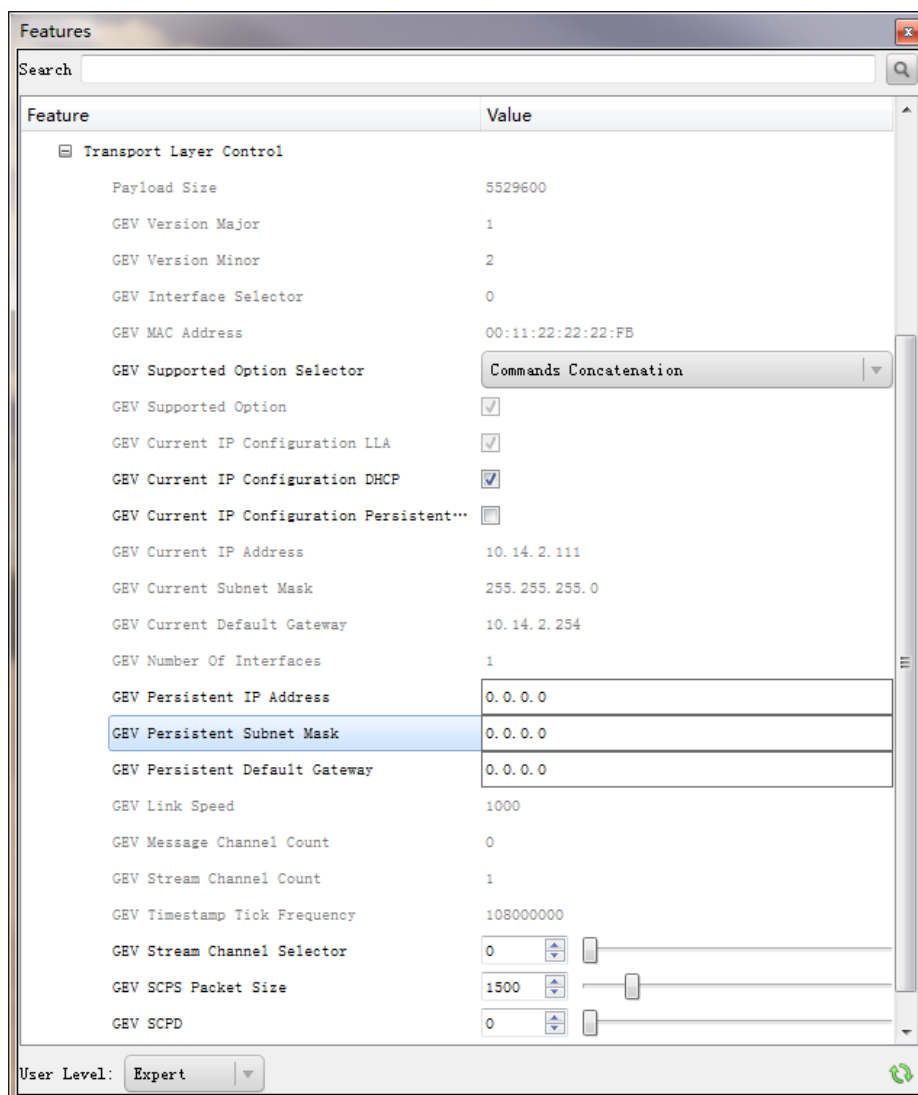 Features
Search
Feature Value
Transport Layer Control
Payload Size 5529600
GEV Version Major 1
GEV Version Minor 2
GEV Interface Selector 0
GEV MAC Address 00:11:22:22:22:FB
GEV Supported Option Selector Commands Concatenation
GEV Supported Option
GEV Current IP Configuration LLA
GEV Current IP Configuration DHCP
GEV Current IP Configuration Persistent···
GEV Current IP Address 10.14.2.111
GEV Current Subnet Mask 255.255.255.0
GEV Current Default Gateway 10.14.2.254
GEV Number Of Interfaces 1
GEV Persistent IP Address 0.0.0.0
GEV Persistent Subnet Mask 0.0.0.0
GEV Persistent Default Gateway 0.0.0.0
GEV Link Speed 1000
GEV Message Channel Count 0
GEV Stream Channel Count 1
GEV Timestamp Tick Frequency 108000000
GEV Stream Channel Selector 0
GEV SCPS Packet Size 1500
GEV SCPD 0
User Level: Expert